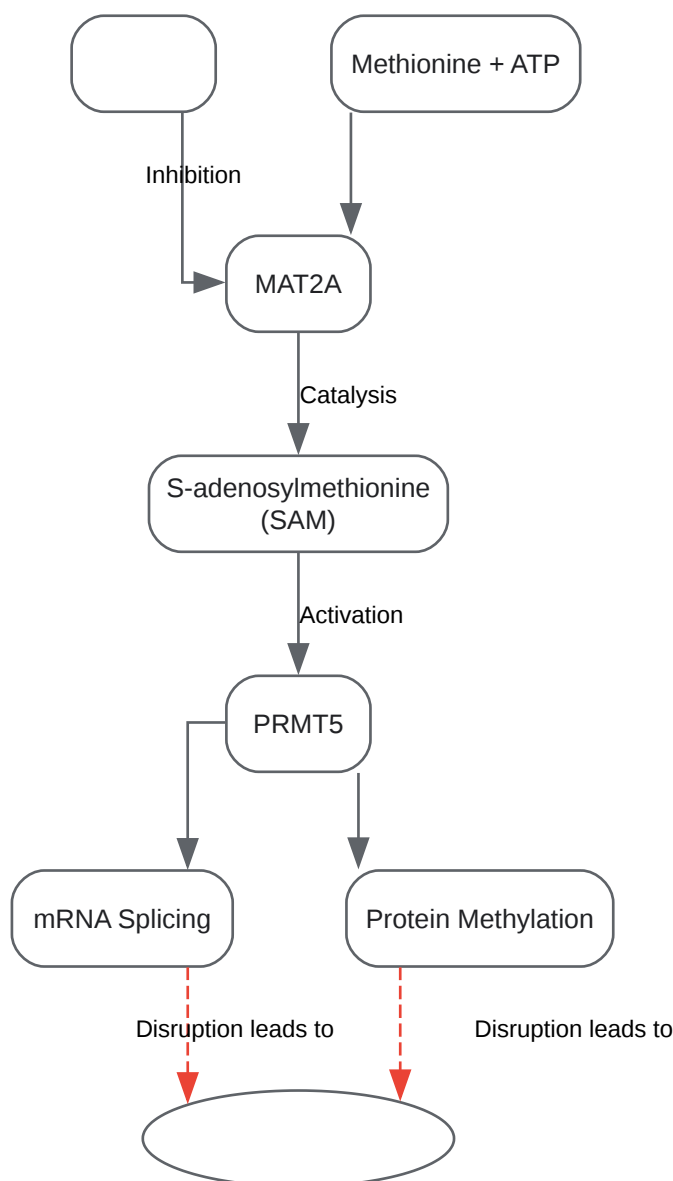 Methionine + ATP
Inhibition
MAT2A
Catalysis
S-adenosylmethionine
(SAM)
Activation
PRMT5
mRNA Splicing
Protein Methylation
Disruption leads to
Disruption leads to